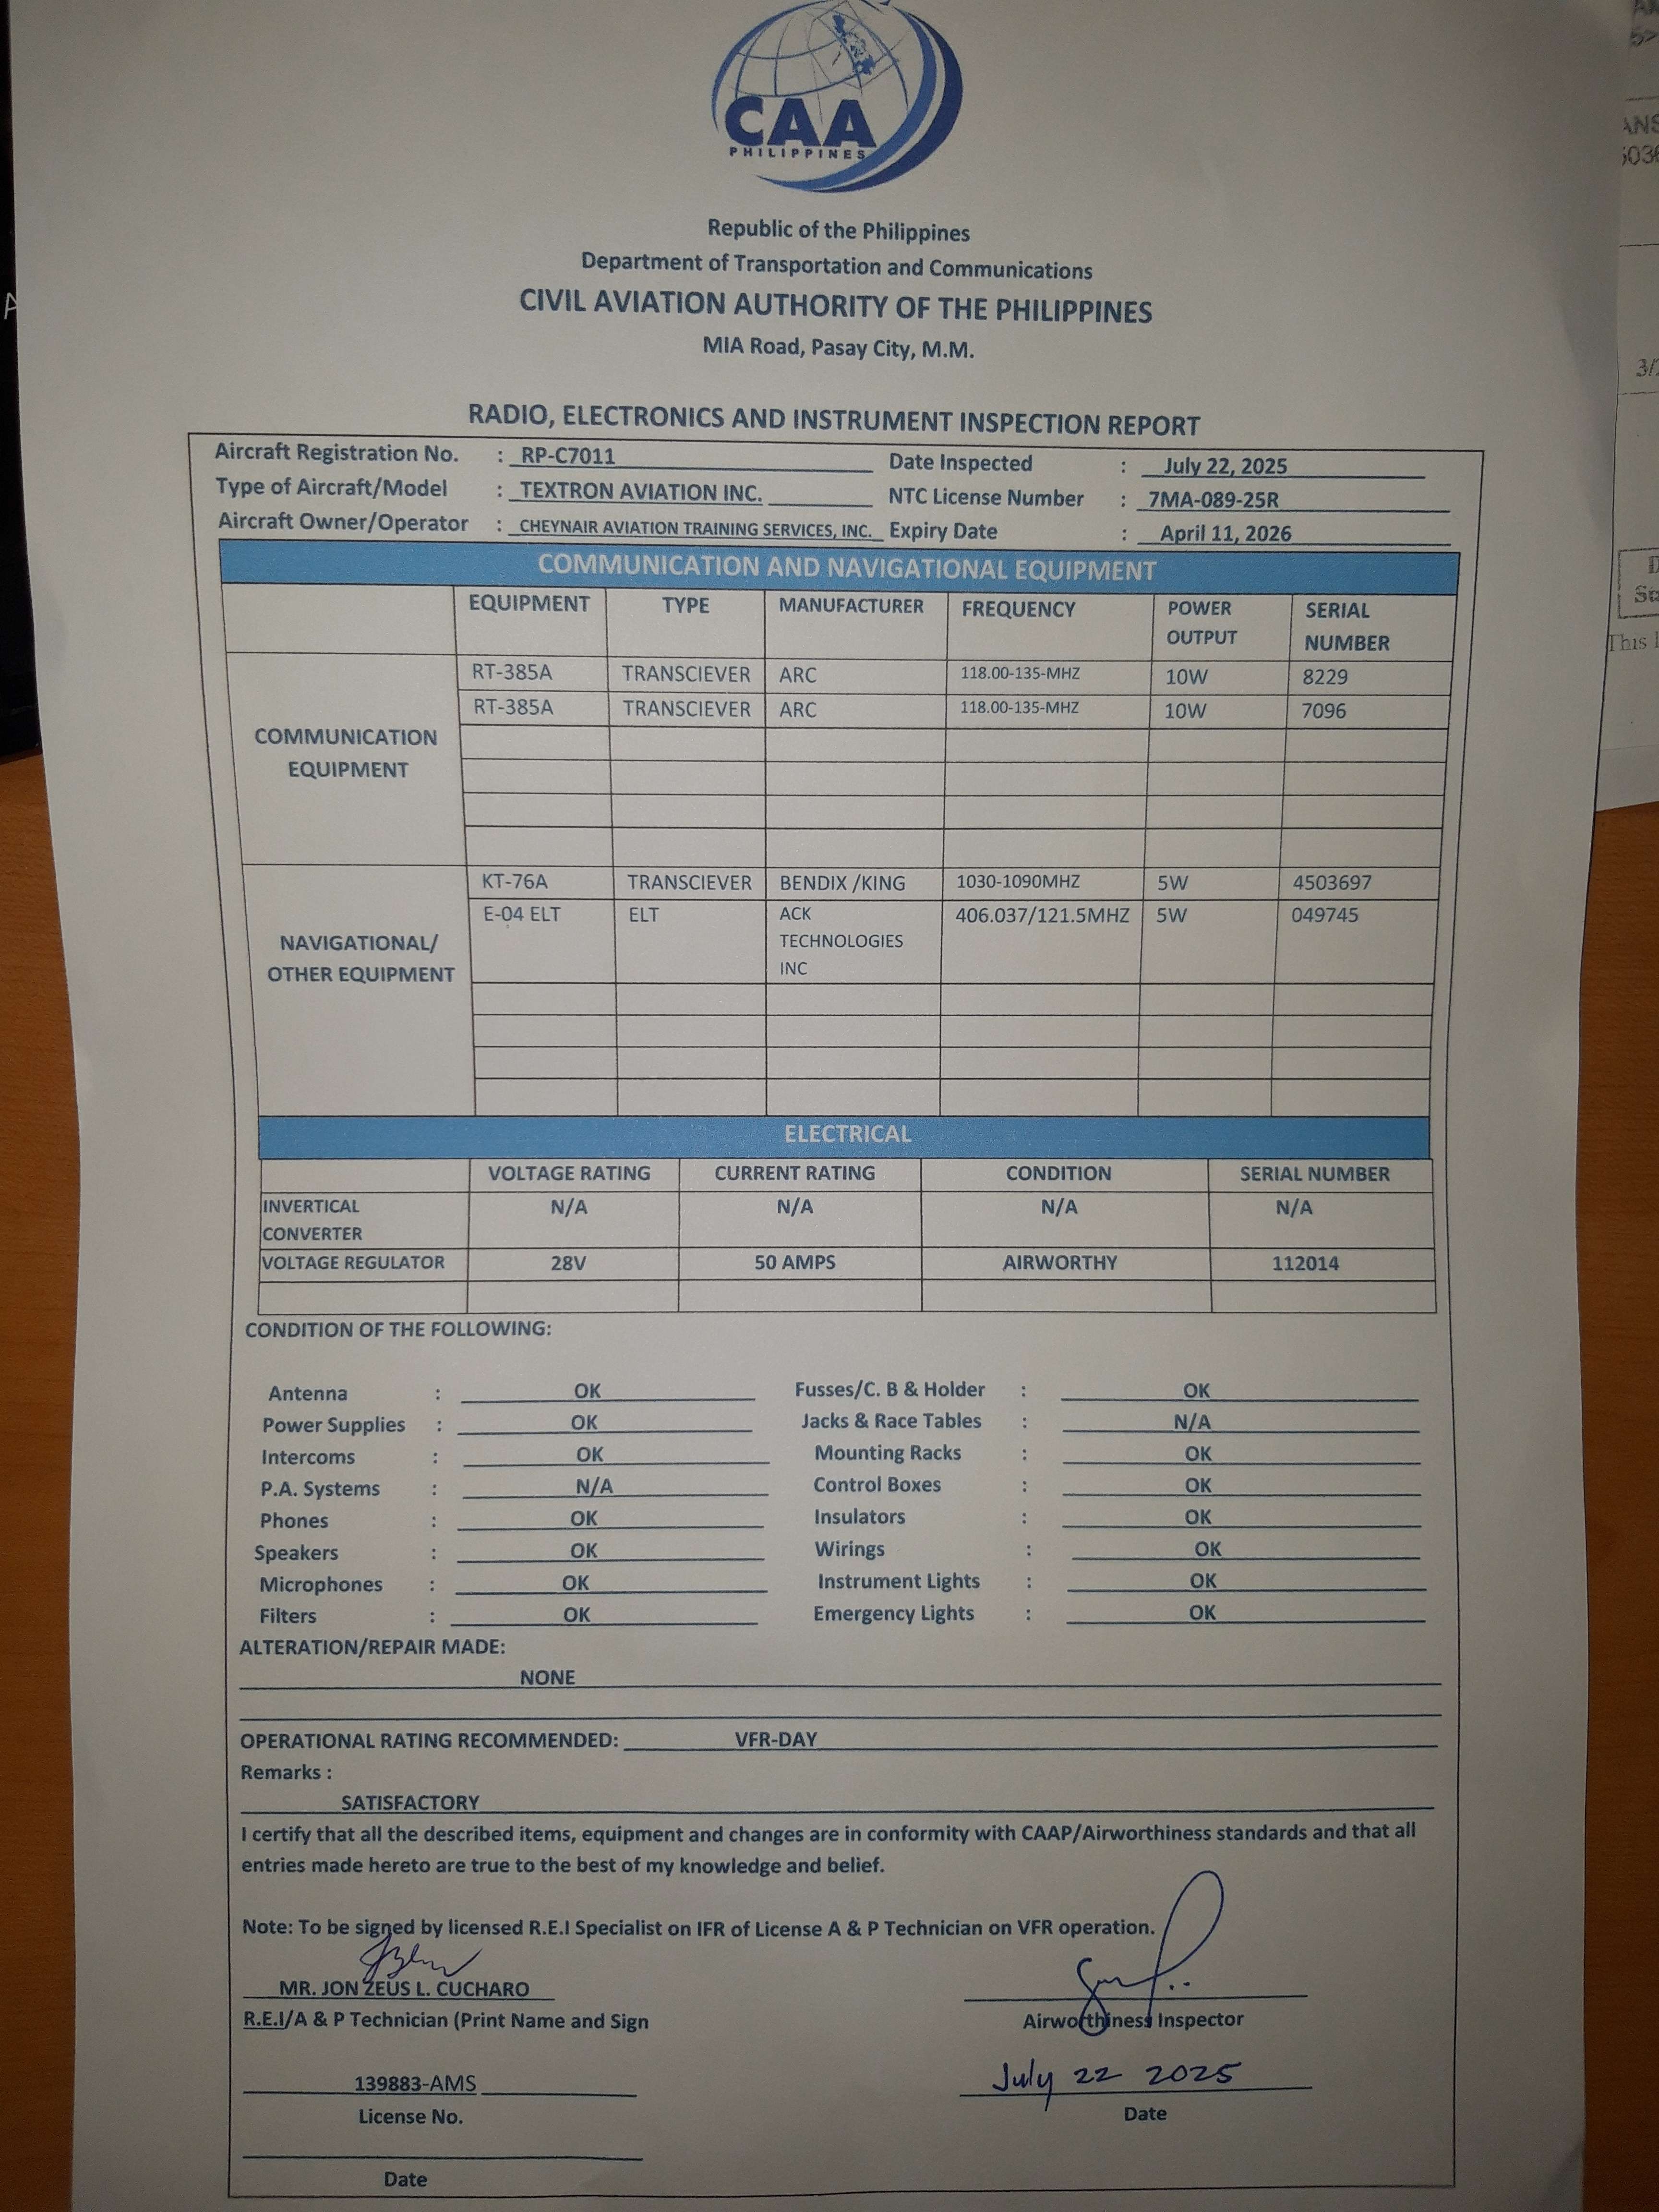 CAA
PHILIPPINES
Republic of the Philippines
Department of Transportation and Communications
CIVIL AVIATION AUTHORITY OF THE PHILIPPINES
MIA Road, Pasay City, M.M.
RADIO, ELECTRONICS AND INSTRUMENT INSPECTION REPORT
Aircraft Registration No. : RP-C7011 Date Inspected : July 22, 2025
Type of Aircraft/Model : TEXTRON AVIATION INC. NTC License Number : 7MA-089-25R
Aircraft Owner/Operator : CHEYNAIR AVIATION TRAINING SERVICES, INC. Expiry Date : April 11, 2026
COMMUNICATION AND NAVIGATIONAL EQUIPMENT
EQUIPMENT TYPE MANUFACTURER FREQUENCY POWER OUTPUT SERIAL NUMBER
COMMUNICATION EQUIPMENT
RT-385A TRANSCIEVER ARC 118.00-135-MHZ 10W 8229
RT-385A TRANSCIEVER ARC 118.00-135-MHZ 10W 7096
NAVIGATIONAL/ OTHER EQUIPMENT
KT-76A TRANSCIEVER BENDIX /KING 1030-1090MHZ 5W 4503697
E-04 ELT ELT ACK TECHNOLOGIES INC 406.037/121.5MHZ 5W 049745
ELECTRICAL
VOLTAGE RATING CURRENT RATING CONDITION SERIAL NUMBER
INVERTICAL CONVERTER N/A N/A N/A N/A
VOLTAGE REGULATOR 28V 50 AMPS AIRWORTHY 112014
CONDITION OF THE FOLLOWING:
Antenna : OK Fusses/C. B & Holder : OK
Power Supplies : OK Jacks & Race Tables : N/A
Intercoms : OK Mounting Racks : OK
P.A. Systems : N/A Control Boxes : OK
Phones : OK Insulators : OK
Speakers : OK Wirings : OK
Microphones : OK Instrument Lights : OK
Filters : OK Emergency Lights : OK
ALTERATION/REPAIR MADE:
NONE
OPERATIONAL RATING RECOMMENDED: VFR-DAY
Remarks :
SATISFACTORY
I certify that all the described items, equipment and changes are in conformity with CAAP/Airworthiness standards and that all
entries made hereto are true to the best of my knowledge and belief.
Note: To be signed by licensed R.E.I Specialist on IFR of License A & P Technician on VFR operation.
MR. JON ZEUS L. CUCHARO
R.E.I/A & P Technician (Print Name and Sign
Airworthiness Inspector
139883-AMS
License No.
July 22 2025
Date
Date